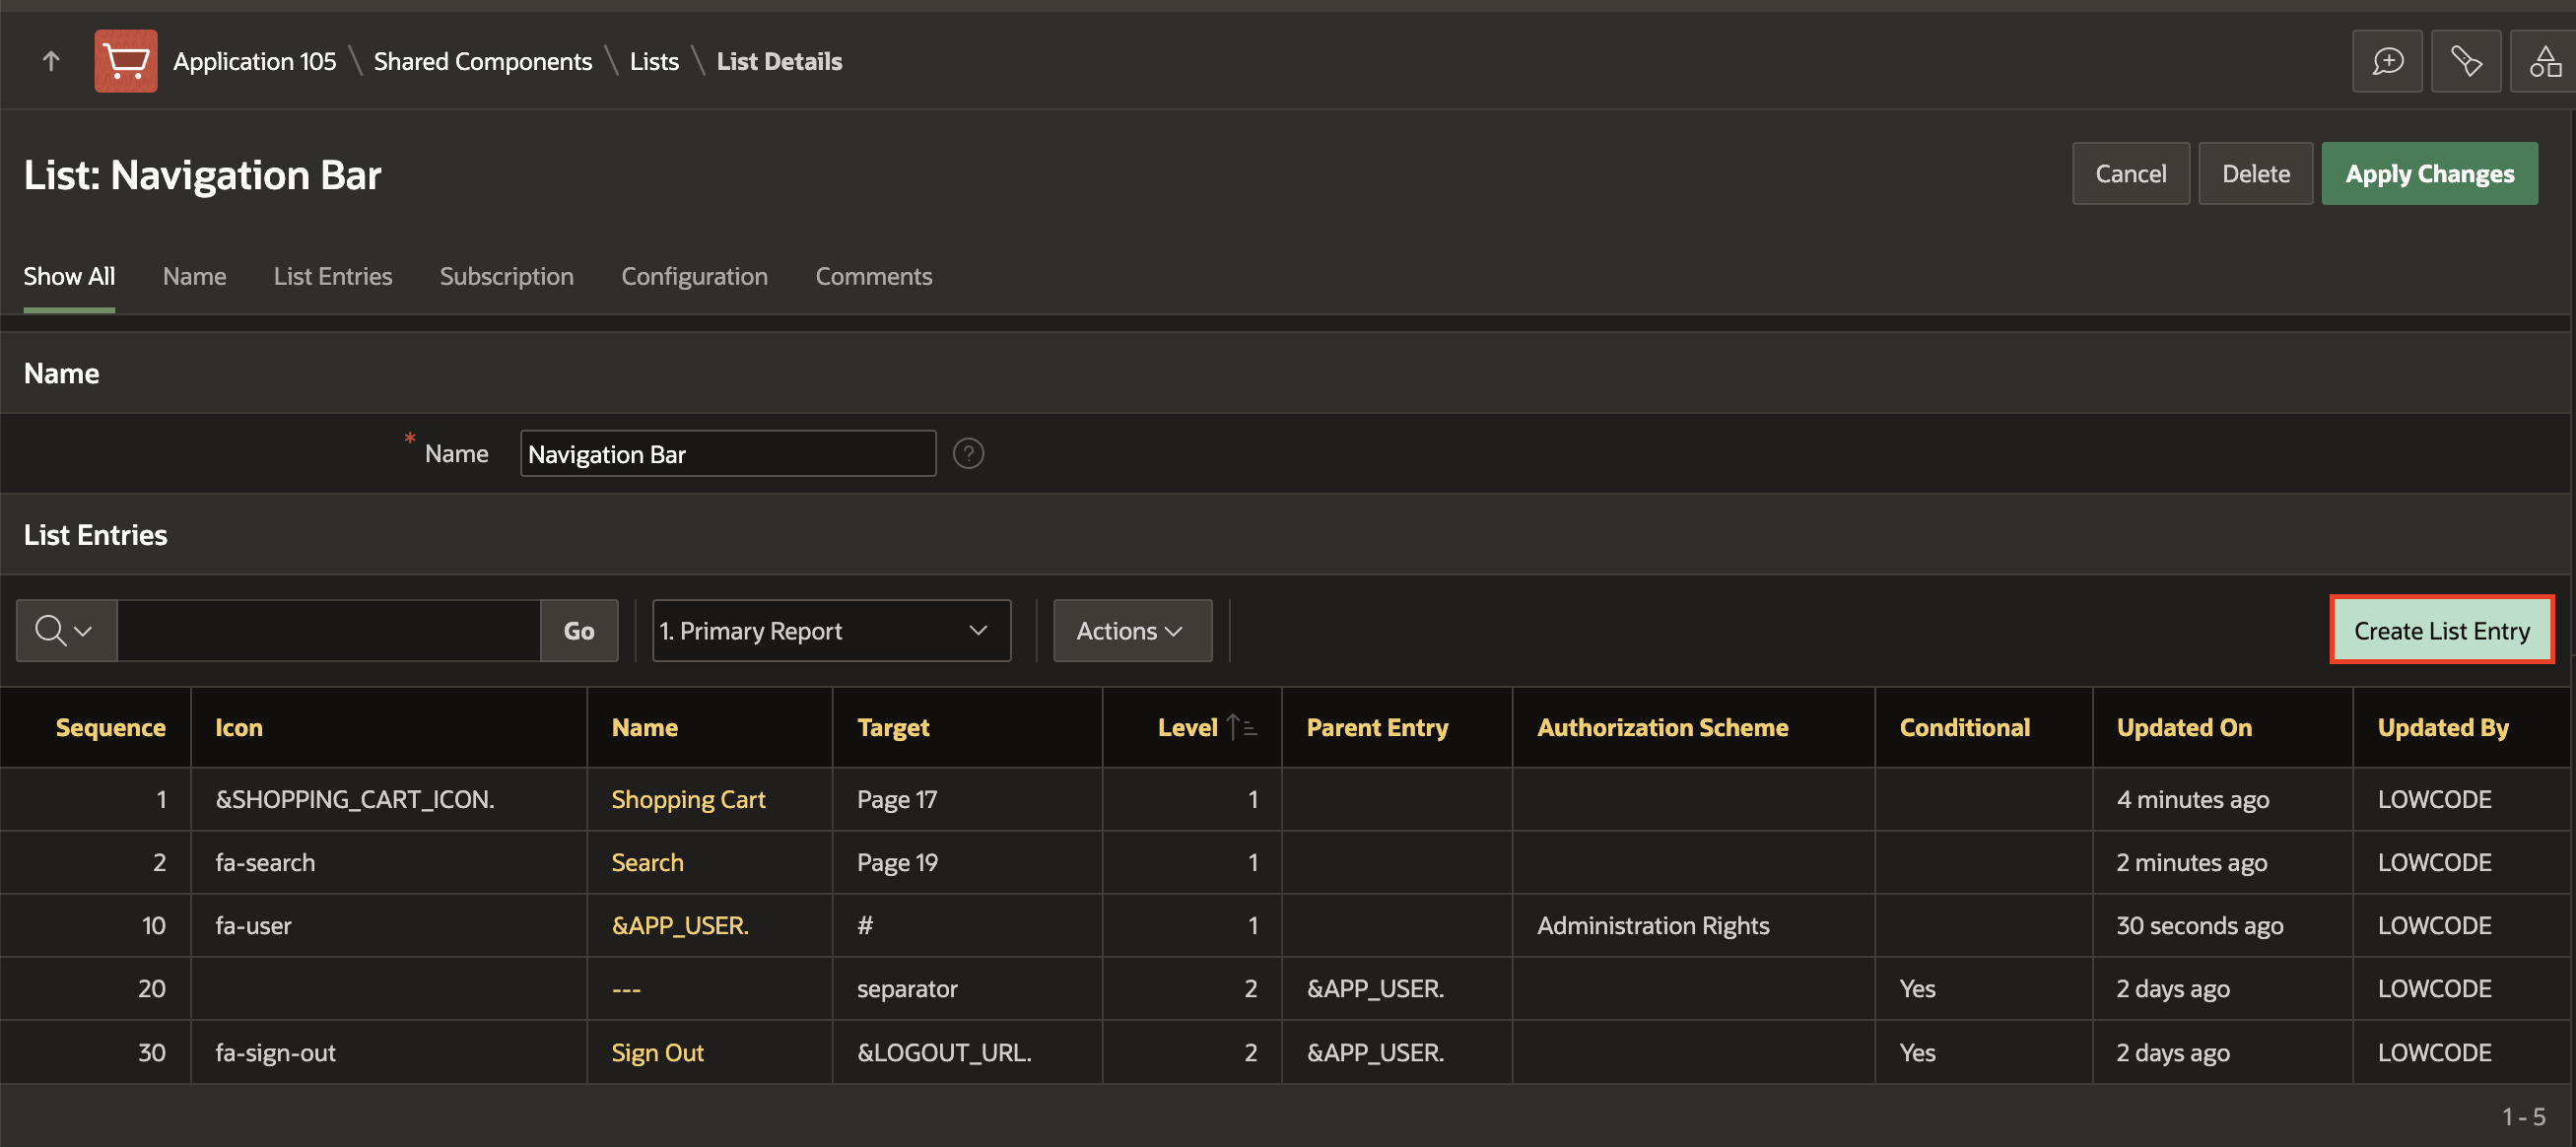 Application 105 \ Shared Components \ Lists \ List Details
List: Navigation Bar
Cancel Delete Apply Changes
Show All Name List Entries Subscription Configuration Comments
Name
* Name Navigation Bar ?
List Entries
Go 1. Primary Report Actions Create List Entry
Sequence Icon Name Target Level Parent Entry Authorization Scheme Conditional Updated On Updated By
1 &SHOPPING_CART_ICON. Shopping Cart Page 17 1 4 minutes ago LOWCODE
2 fa-search Search Page 19 1 2 minutes ago LOWCODE
10 fa-user &APP_USER. # 1 Administration Rights 30 seconds ago LOWCODE
20 --- separator 2 &APP_USER. Yes 2 days ago LOWCODE
30 fa-sign-out Sign Out &LOGOUT_URL. 2 &APP_USER. Yes 2 days ago LOWCODE
1 - 5